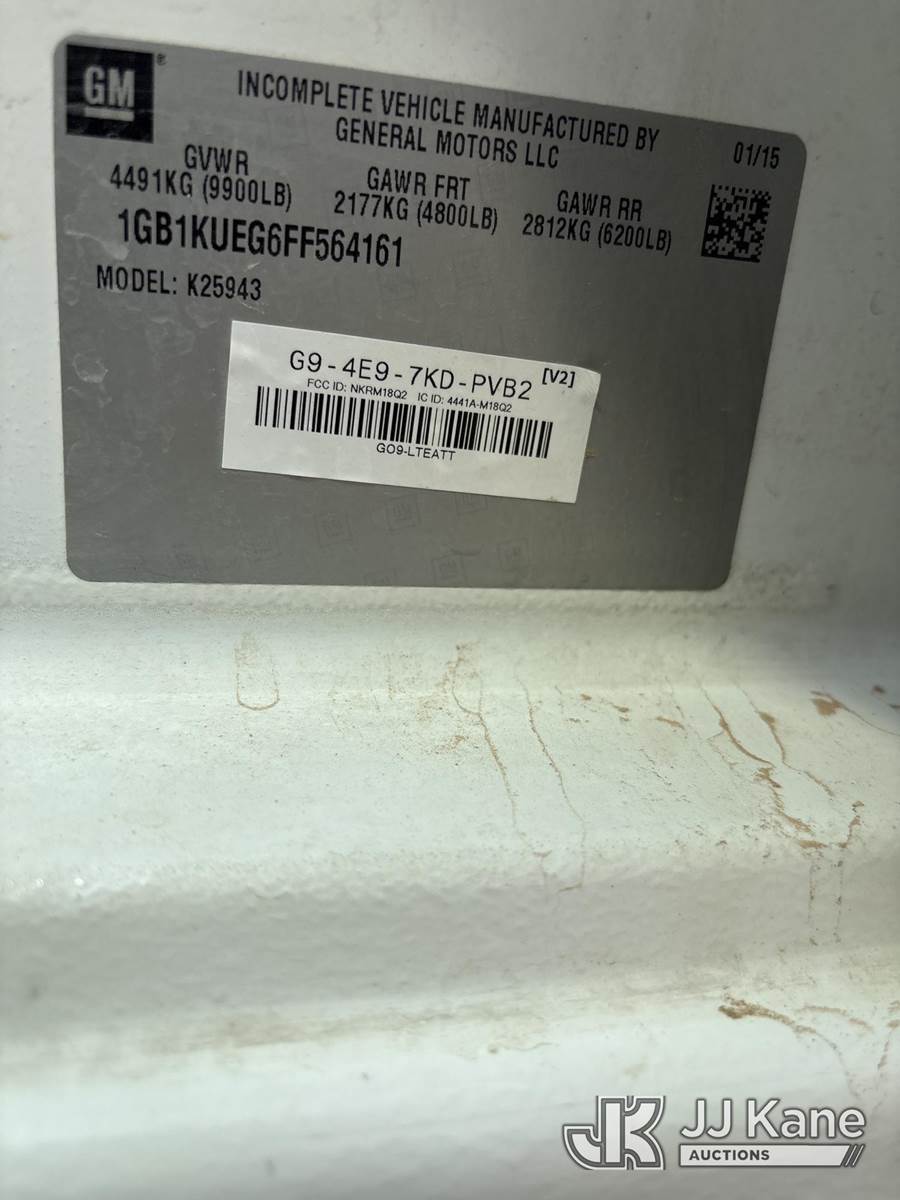 GM®
INCOMPLETE VEHICLE MANUFACTURED BY
GENERAL MOTORS LLC
01/15
GVWR
4491KG (9900LB)
GAWR FRT
2177KG (4800LB)
GAWR RR
2812KG (6200LB)
1GB1KUEG6FF564161
MODEL: K25943
G9-4E9-7KD-PVB2 [V2]
FCC ID: NKRM18Q2 IC ID: 4441A-M18Q2
GO9-LTEATT
JK JJ Kane
AUCTIONS